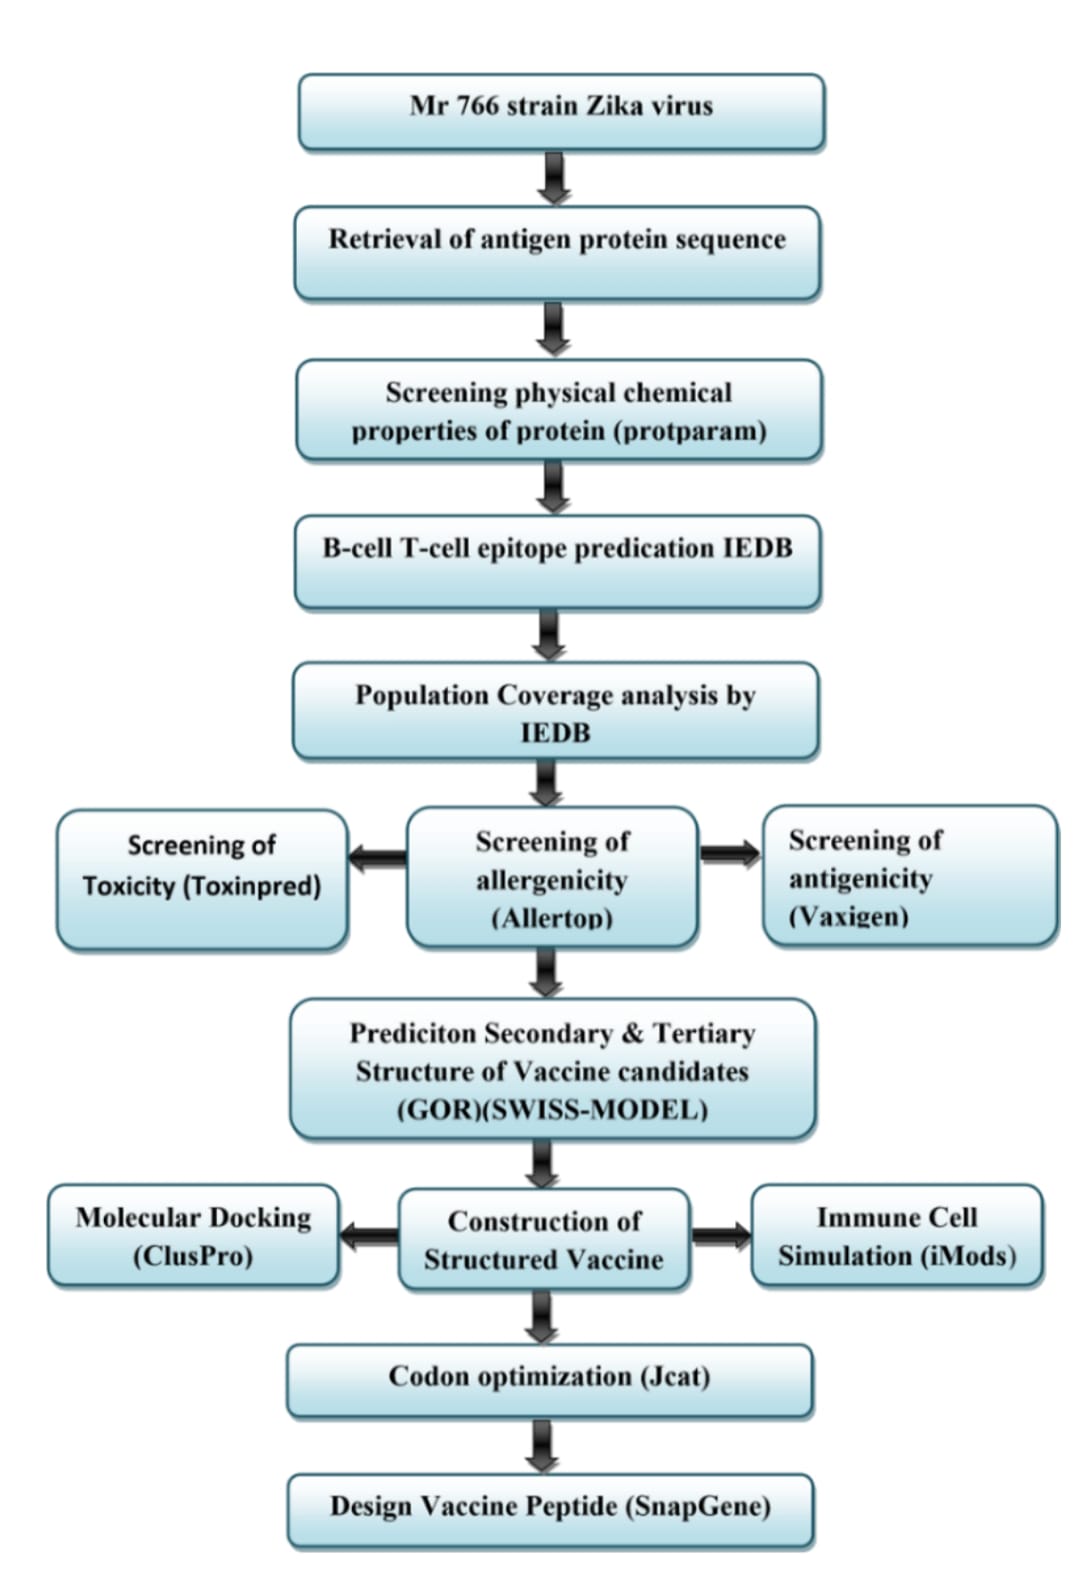 Mr 766 strain Zika virus
Retrieval of antigen protein sequence
Screening physical chemical
properties of protein (protparam)
B-cell T-cell epitope predication IEDB
Population Coverage analysis by
IEDB
Screening of
Toxicity (Toxinpred)
Screening of
allergenicity
(Allertop)
Screening of
antigenicity
(Vaxigen)
Prediciton Secondary & Tertiary
Structure of Vaccine candidates
(GOR)(SWISS-MODEL)
Molecular Docking
(ClusPro)
Construction of
Structured Vaccine
Immune Cell
Simulation (iMods)
Codon optimization (Jcat)
Design Vaccine Peptide (SnapGene)